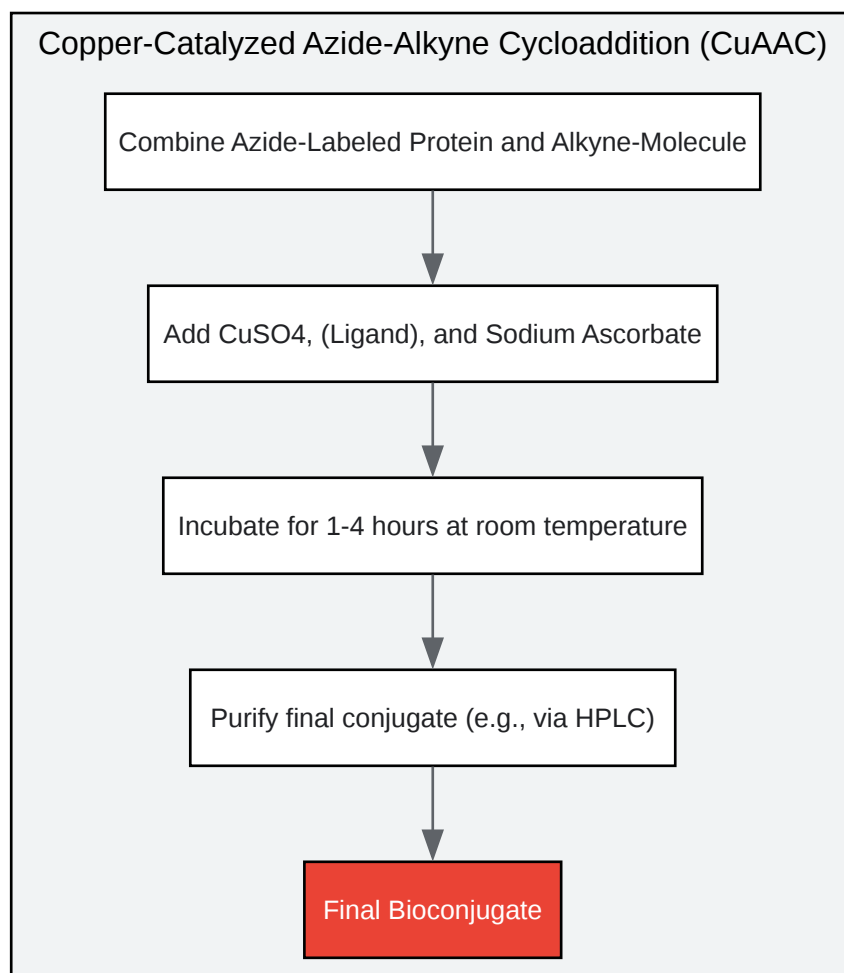 Copper-Catalyzed Azide-Alkyne Cycloaddition (CuAAC)
Combine Azide-Labeled Protein and Alkyne-Molecule
Add CuSO4, (Ligand), and Sodium Ascorbate
Incubate for 1-4 hours at room temperature
Purify final conjugate (e.g., via HPLC)
Final Bioconjugate